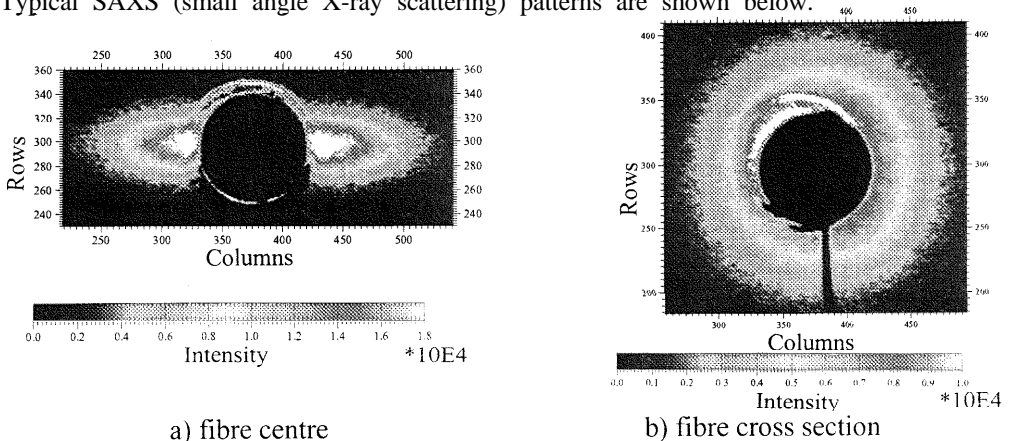 Typical SAXS (small angle X-ray scattering) patterns are shown below.
250 300 350 400 450 500
360 360
340 340
320 320
300 300
280 280
260 260
240 240
Rows
250 300 350 400 450 500
Columns
0.0 0.2 0.4 0.6 0.8 1.0 1.2 1.4 1.6 1.8
Intensity *10E4
a) fibre centre
400 450
400 400
350 350
300 300
250 250
200 200
Rows
300 350 400 450
Columns
0.0 0.1 0.2 0.3 0.4 0.5 0.6 0.7 0.8 0.9 1.0
Intensity *10E4
b) fibre cross section